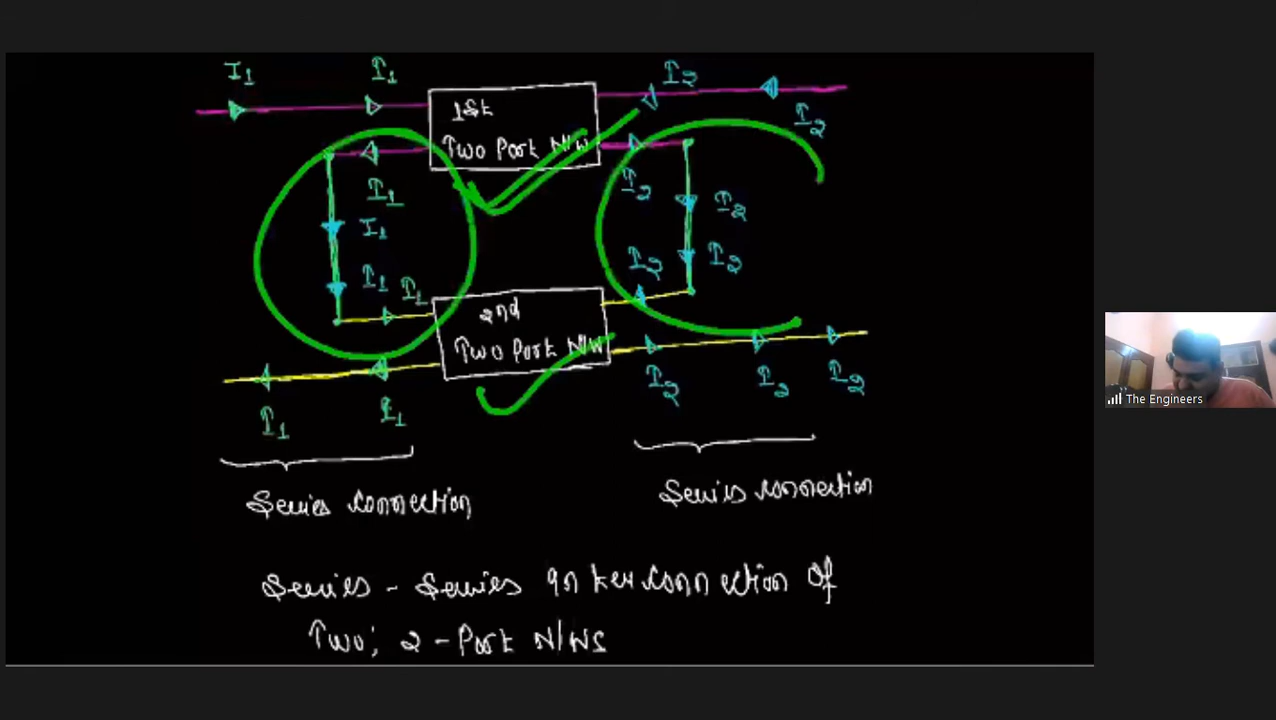 I1 I1 I2
I2
1st
Two Port N/W
I1 I2 I2
I1
I1 I1 I2 I2
2nd
Two Port N/W
I1 I1 I2 I2 I2
The Engineers
Series connection Series connection
Series - Series Interconnection of
Two; 2 - Port N/WS